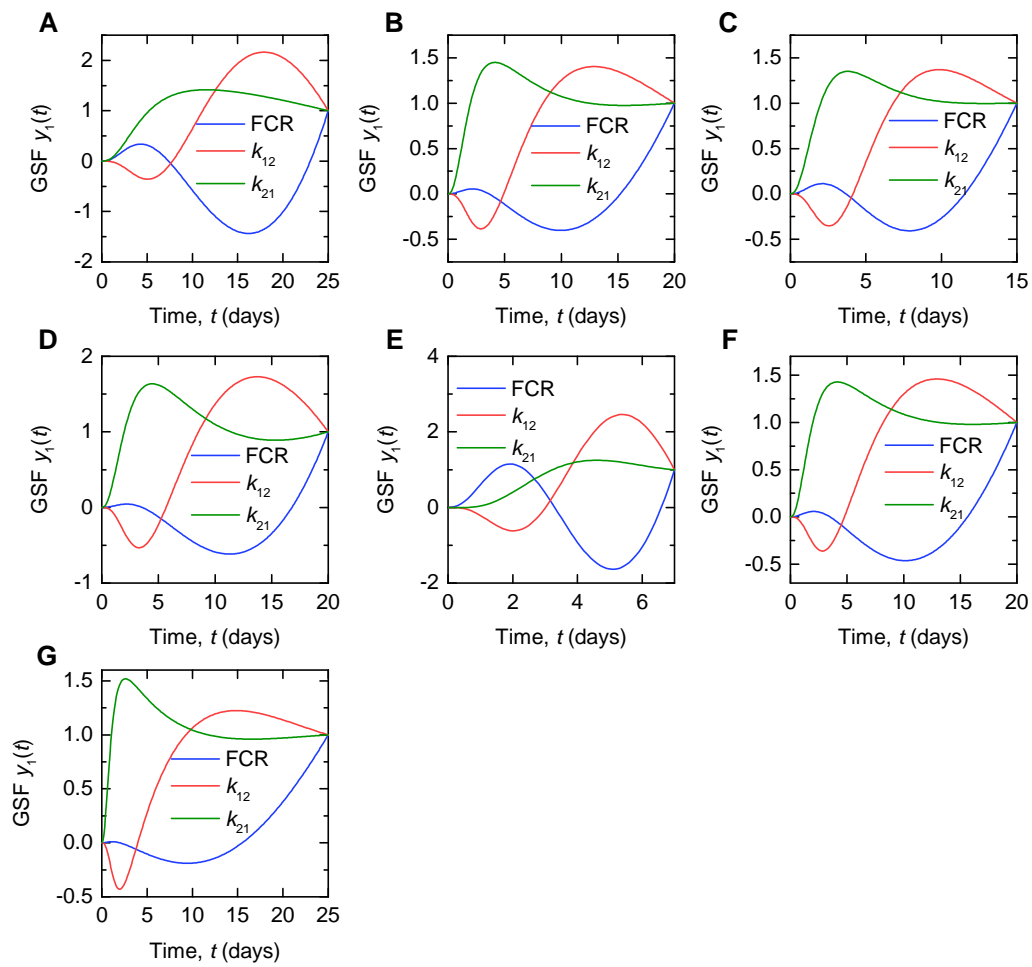 A
GSF y₁(t)
2
1
0
-1
-2
FCR
k₁₂
k₂₁
0 5 10 15 20 25
Time, t (days)
B
GSF y₁(t)
1.5
1.0
0.5
0.0
-0.5
FCR
k₁₂
k₂₁
0 5 10 15 20
Time, t (days)
C
GSF y₁(t)
1.5
1.0
0.5
0.0
-0.5
FCR
k₁₂
k₂₁
0 5 10 15
Time, t (days)
D
GSF y₁(t)
2
1
0
-1
FCR
k₁₂
k₂₁
0 5 10 15 20
Time, t (days)
E
GSF y₁(t)
4
2
0
-2
FCR
k₁₂
k₂₁
0 2 4 6
Time, t (days)
F
GSF y₁(t)
1.5
1.0
0.5
0.0
-0.5
FCR
k₁₂
k₂₁
0 5 10 15 20
Time, t (days)
G
GSF y₁(t)
1.5
1.0
0.5
0.0
-0.5
FCR
k₁₂
k₂₁
0 5 10 15 20 25
Time, t (days)